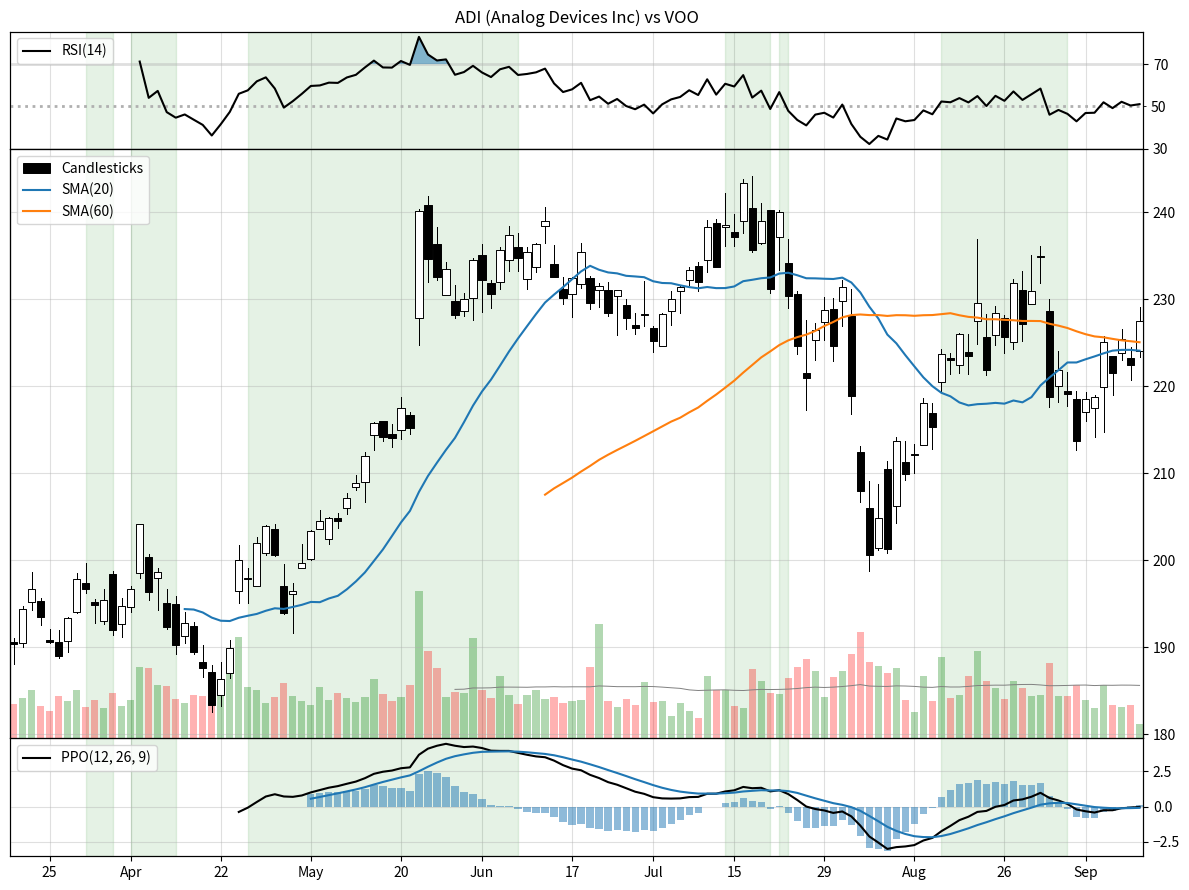 ADI (Analog Devices Inc) vs VOO
RSI(14)
70
50
30
Candlesticks
SMA(20)
SMA(60)
240
230
220
210
200
190
180
PPO(12, 26, 9)
2.5
0.0
−2.5
25 Apr 22 May 20 Jun 17 Jul 15 29 Aug 26 Sep